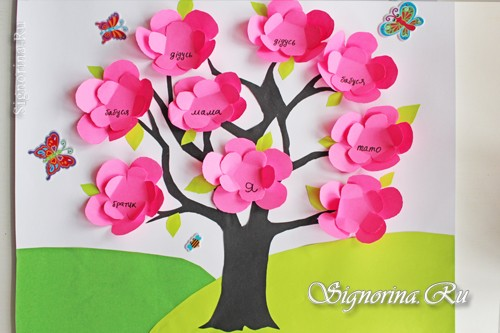 Signorina.Ru
дідусь
дідусь
бабуся
бабуся
мама
тато
Я
братик
Signorina.Ru